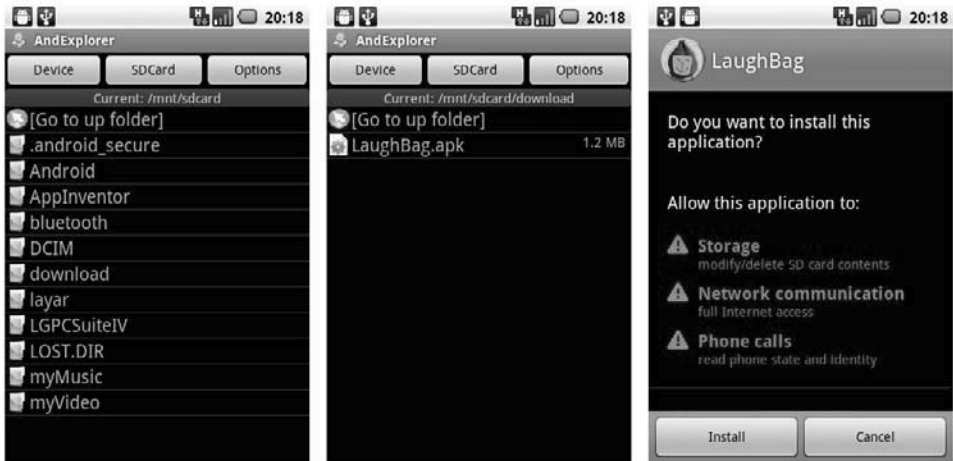 20:18
AndExplorer
Device SDCard Options
Current: /mnt/sdcard
[Go to up folder]
.android_secure
Android
AppInventor
bluetooth
DCIM
download
layar
LGPCSuiteIV
LOST.DIR
myMusic
myVideo
20:18
AndExplorer
Device SDCard Options
Current: /mnt/sdcard/download
[Go to up folder]
LaughBag.apk 1.2 MB
20:18
LaughBag
Do you want to install this
application?
Allow this application to:
Storage
modify/delete SD card contents
Network communication
full Internet access
Phone calls
read phone state and identity
Install Cancel